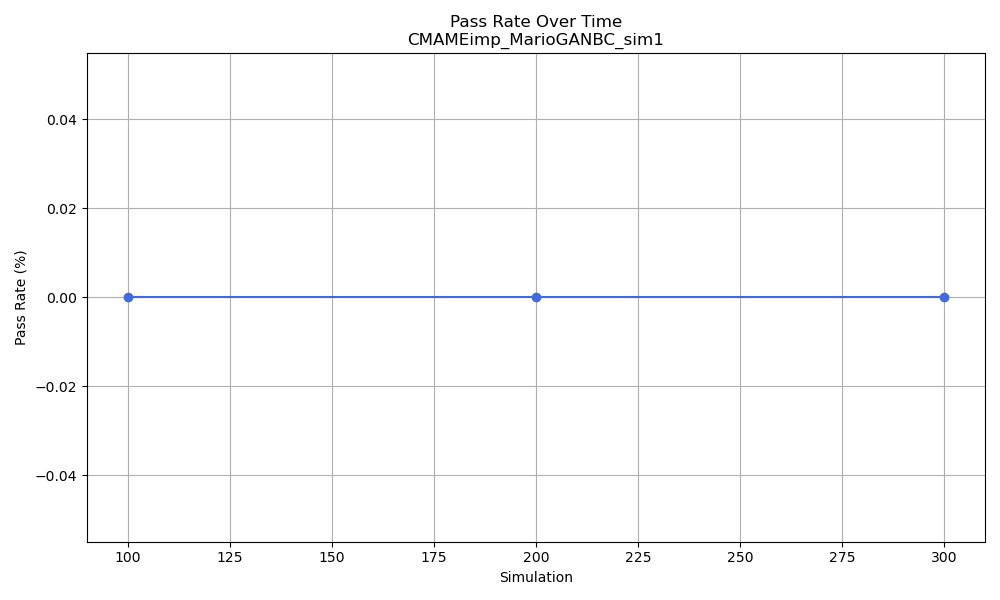 Pass Rate Over Time
CMAMEimp_MarioGANBC_sim1
Pass Rate (%)
0.04
0.02
0.00
−0.02
−0.04
100 125 150 175 200 225 250 275 300
Simulation